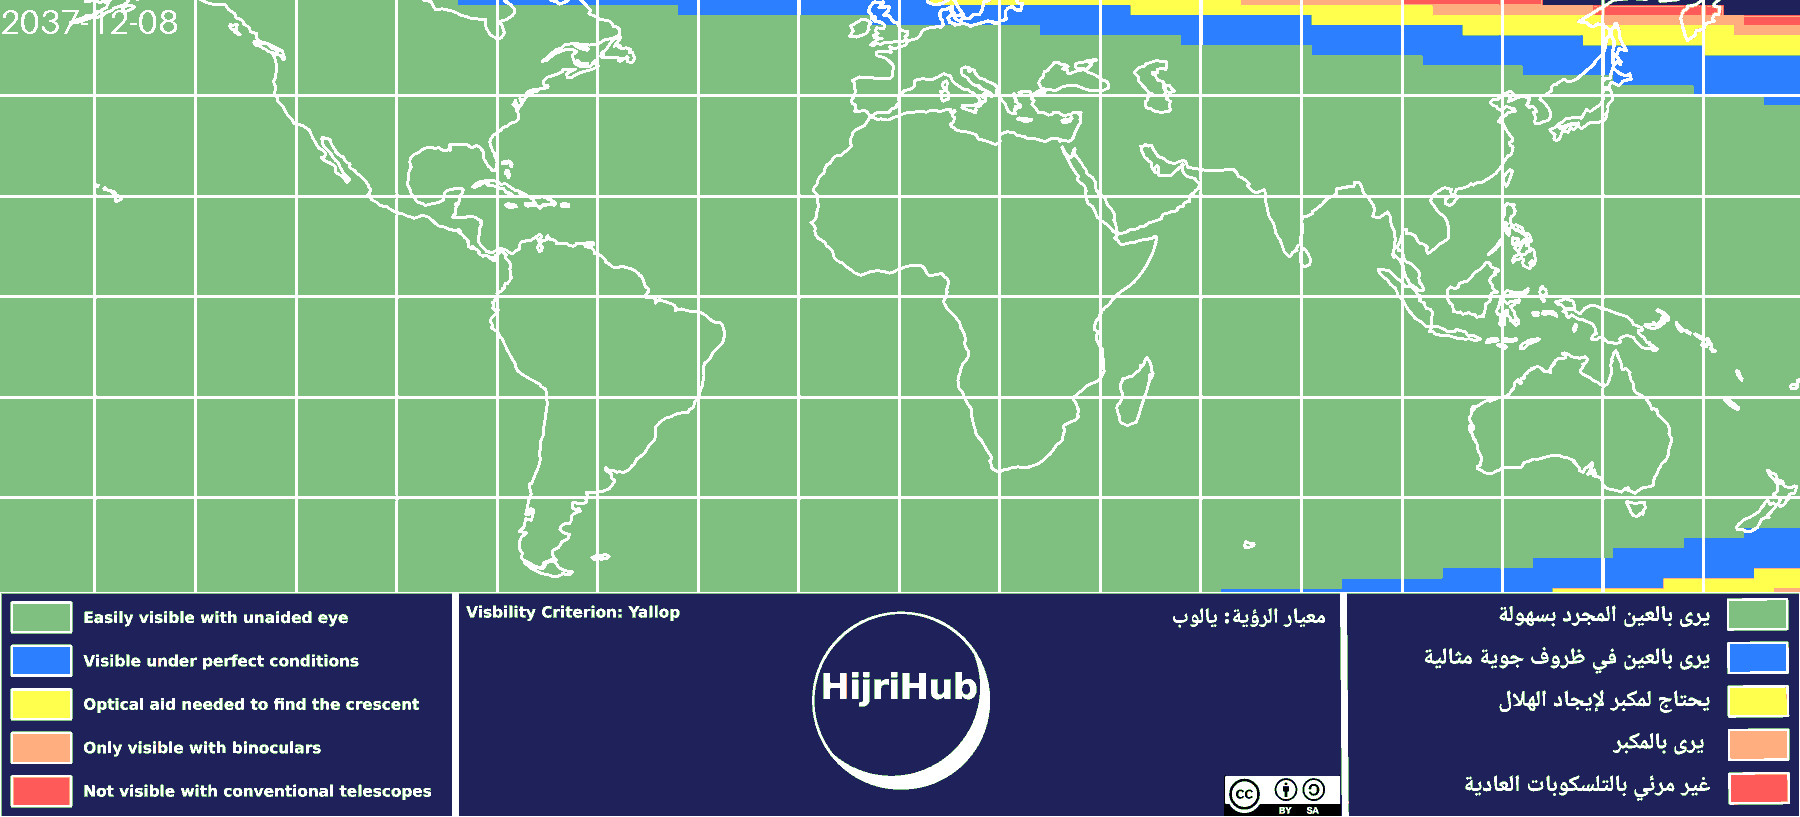 2037-12-08
Easily visible with unaided eye
Visible under perfect conditions
Optical aid needed to find the crescent
Only visible with binoculars
Not visible with conventional telescopes
Visbility Criterion: Yallop
معيار الرؤية: يالوب
HijriHub
cc
BY SA
يرى بالعين المجرد بسهولة
يرى بالعين في ظروف جوية مثالية
يحتاج لمكبر لإيجاد الهلال
يرى بالمكبر
غير مرئي بالتلسكوبات العادية